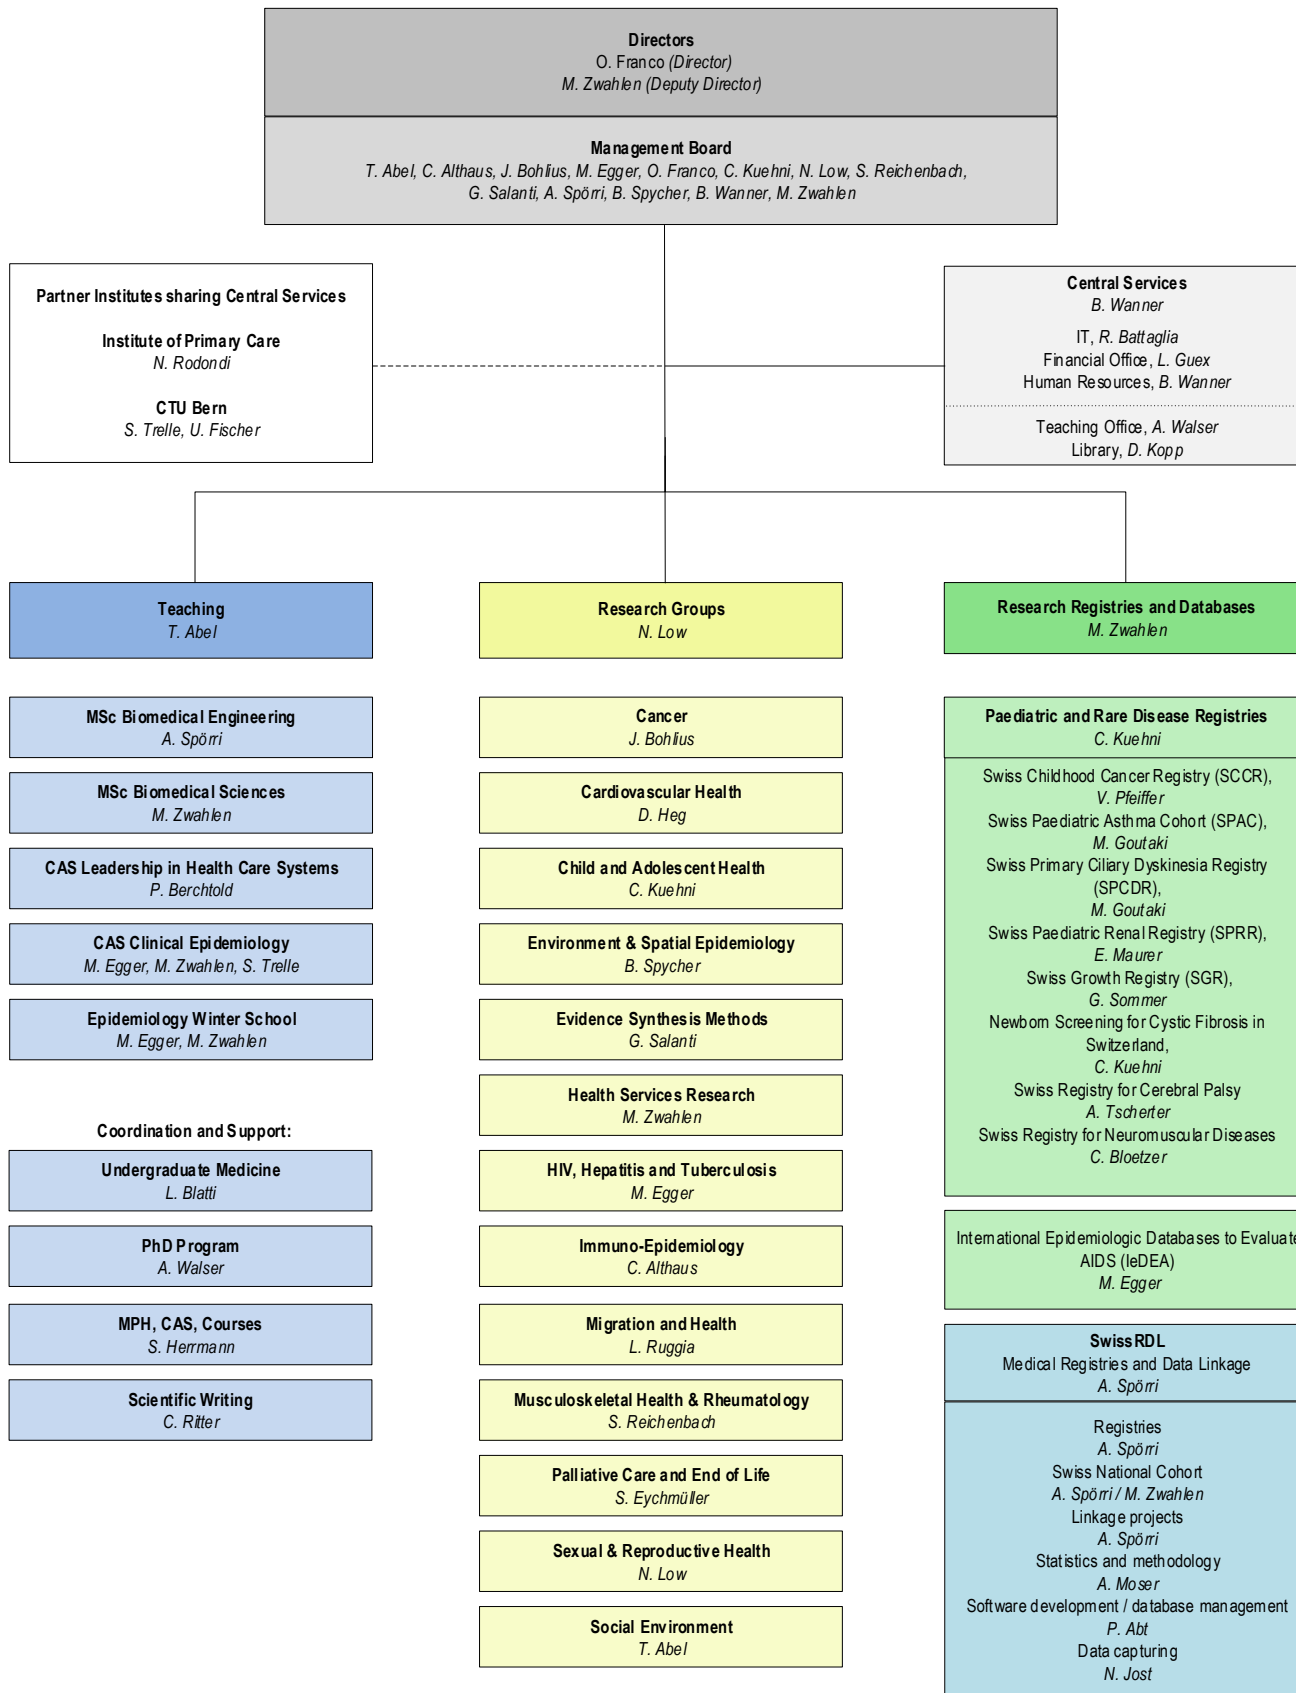 Directors
O. Franco (Director)
M. Zwahlen (Deputy Director)
Management Board
T. Abel, C. Althaus, J. Bohlius, M. Egger, O. Franco, C. Kuehni, N. Low, S. Reichenbach,
G. Salanti, A. Spörri, B. Spycher, B. Wanner, M. Zwahlen
Partner Institutes sharing Central Services
Institute of Primary Care
N. Rodondi
CTU Bern
S. Trelle, U. Fischer
Central Services
B. Wanner
IT, R. Battaglia
Financial Office, L. Guex
Human Resources, B. Wanner
Teaching Office, A. Walser
Library, D. Kopp
Teaching
T. Abel
MSc Biomedical Engineering
A. Spörri
MSc Biomedical Sciences
M. Zwahlen
CAS Leadership in Health Care Systems
P. Berchtold
CAS Clinical Epidemiology
M. Egger, M. Zwahlen, S. Trelle
Epidemiology Winter School
M. Egger, M. Zwahlen
Coordination and Support:
Undergraduate Medicine
L. Blatti
PhD Program
A. Walser
MPH, CAS, Courses
S. Herrmann
Scientific Writing
C. Ritter
Research Groups
N. Low
Cancer
J. Bohlius
Cardiovascular Health
D. Heg
Child and Adolescent Health
C. Kuehni
Environment & Spatial Epidemiology
B. Spycher
Evidence Synthesis Methods
G. Salanti
Health Services Research
M. Zwahlen
HIV, Hepatitis and Tuberculosis
M. Egger
Immuno-Epidemiology
C. Althaus
Migration and Health
L. Ruggia
Musculoskeletal Health & Rheumatology
S. Reichenbach
Palliative Care and End of Life
S. Eychmüller
Sexual & Reproductive Health
N. Low
Social Environment
T. Abel
Research Registries and Databases
M. Zwahlen
Paediatric and Rare Disease Registries
C. Kuehni
Swiss Childhood Cancer Registry (SCCR),
V. Pfeiffer
Swiss Paediatric Asthma Cohort (SPAC),
M. Goutaki
Swiss Primary Ciliary Dyskinesia Registry
(SPCDR),
M. Goutaki
Swiss Paediatric Renal Registry (SPRR),
E. Maurer
Swiss Growth Registry (SGR),
G. Sommer
Newborn Screening for Cystic Fibrosis in
Switzerland,
C. Kuehni
Swiss Registry for Cerebral Palsy
A. Tscherter
Swiss Registry for Neuromuscular Diseases
C. Bloetzer
International Epidemiologic Databases to Evaluate
AIDS (IeDEA)
M. Egger
SwissRDL
Medical Registries and Data Linkage
A. Spörri
Registries
A. Spörri
Swiss National Cohort
A. Spörri / M. Zwahlen
Linkage projects
A. Spörri
Statistics and methodology
A. Moser
Software development / database management
P. Abt
Data capturing
N. Jost